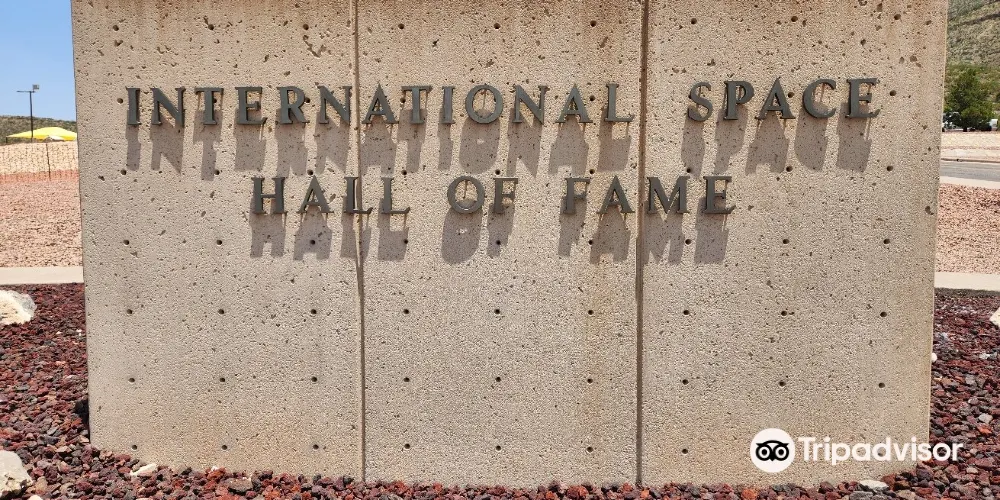 INTERNATIONAL SPACE
HALL OF FAME
Tripadvisor